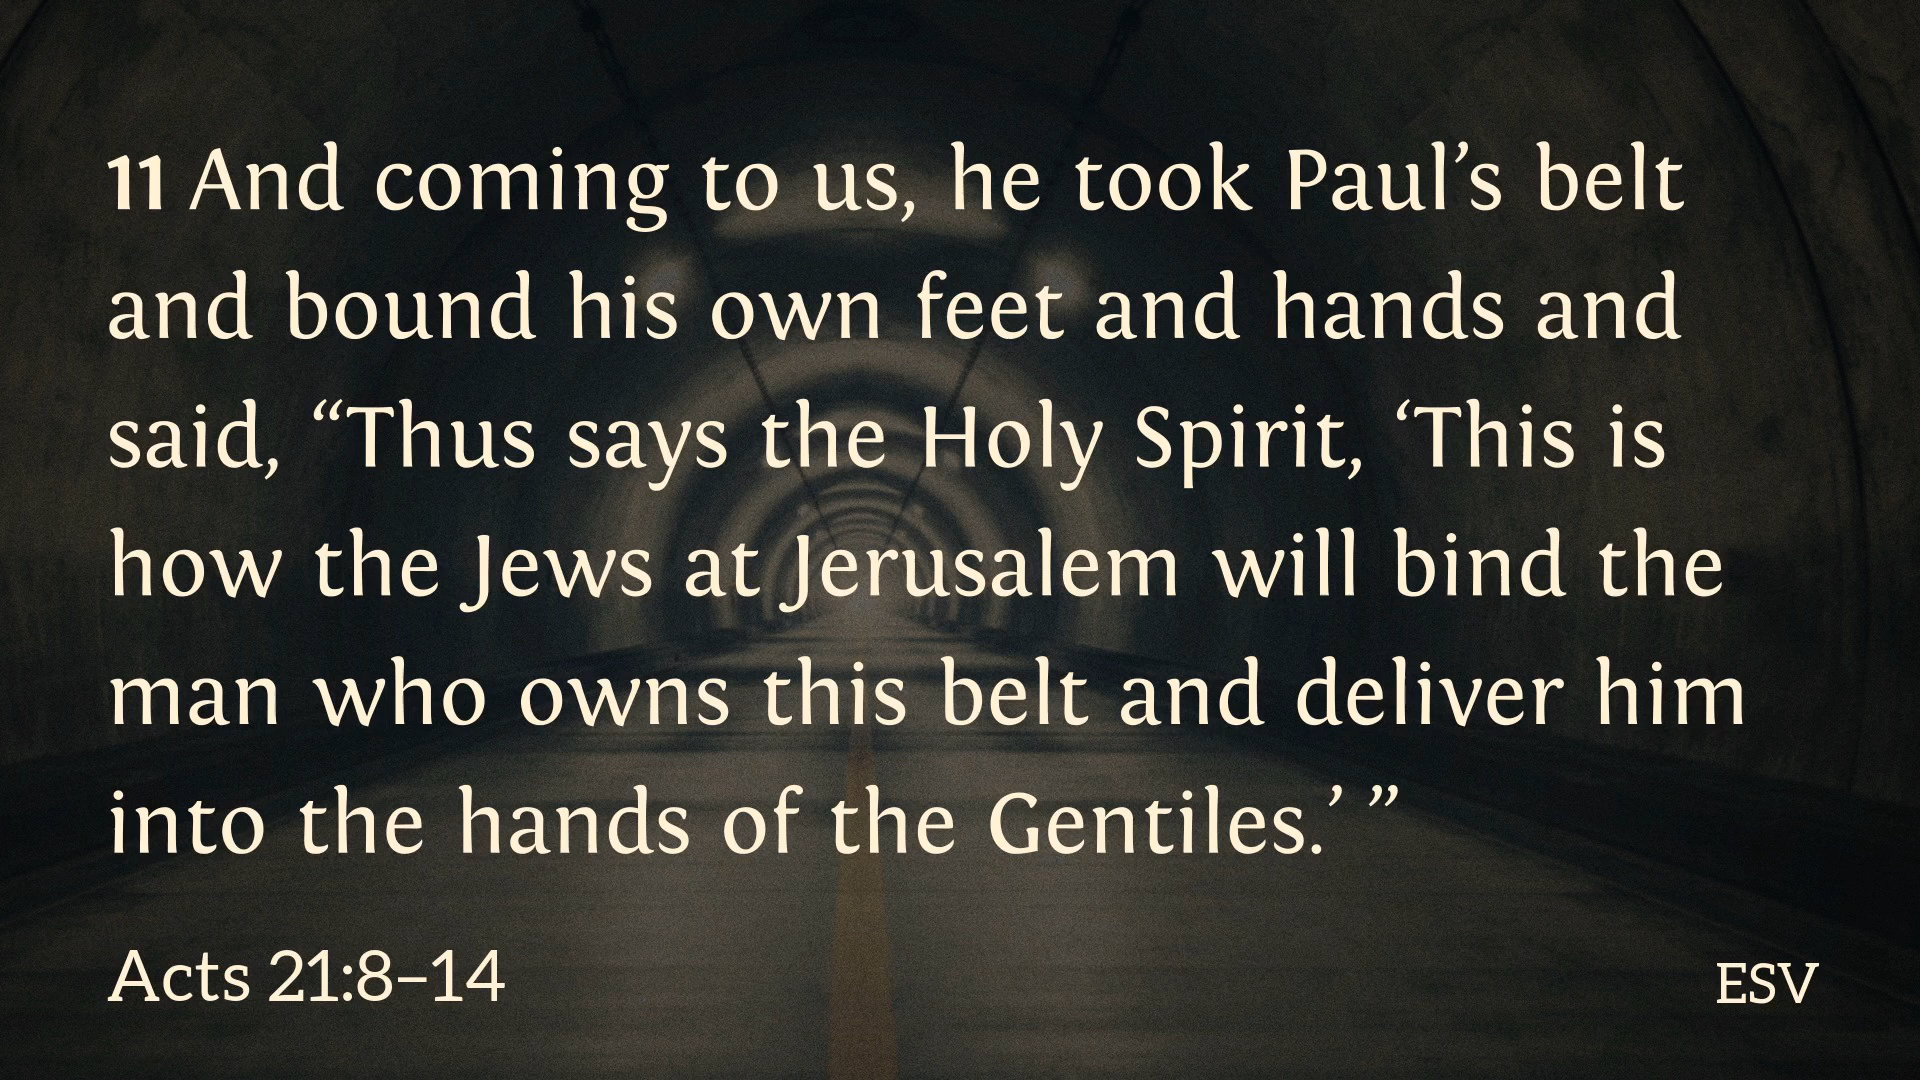 11 And coming to us, he took Paul’s belt
and bound his own feet and hands and
said, “Thus says the Holy Spirit, ‘This is
how the Jews at Jerusalem will bind the
man who owns this belt and deliver him
into the hands of the Gentiles.’ ”
Acts 21:8–14
ESV